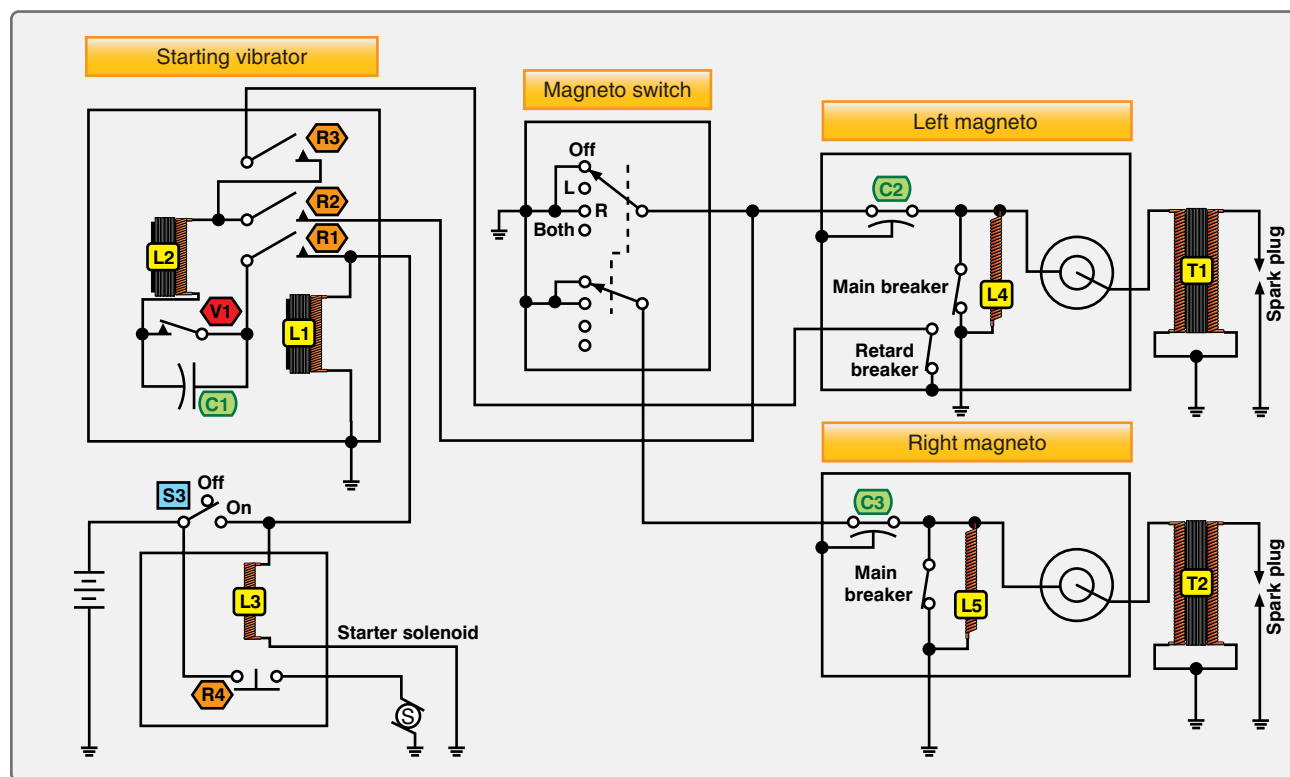 Starting vibrator
Magneto switch
Left magneto
R3
R2
R1
L2
V1
L1
C1
Off
L
R
Both
C2
Main breaker
L4
Retard
breaker
T1
Spark plug
Right magneto
S3
Off
On
L3
Starter solenoid
R4
S
C3
Main
breaker
L5
T2
Spark plug